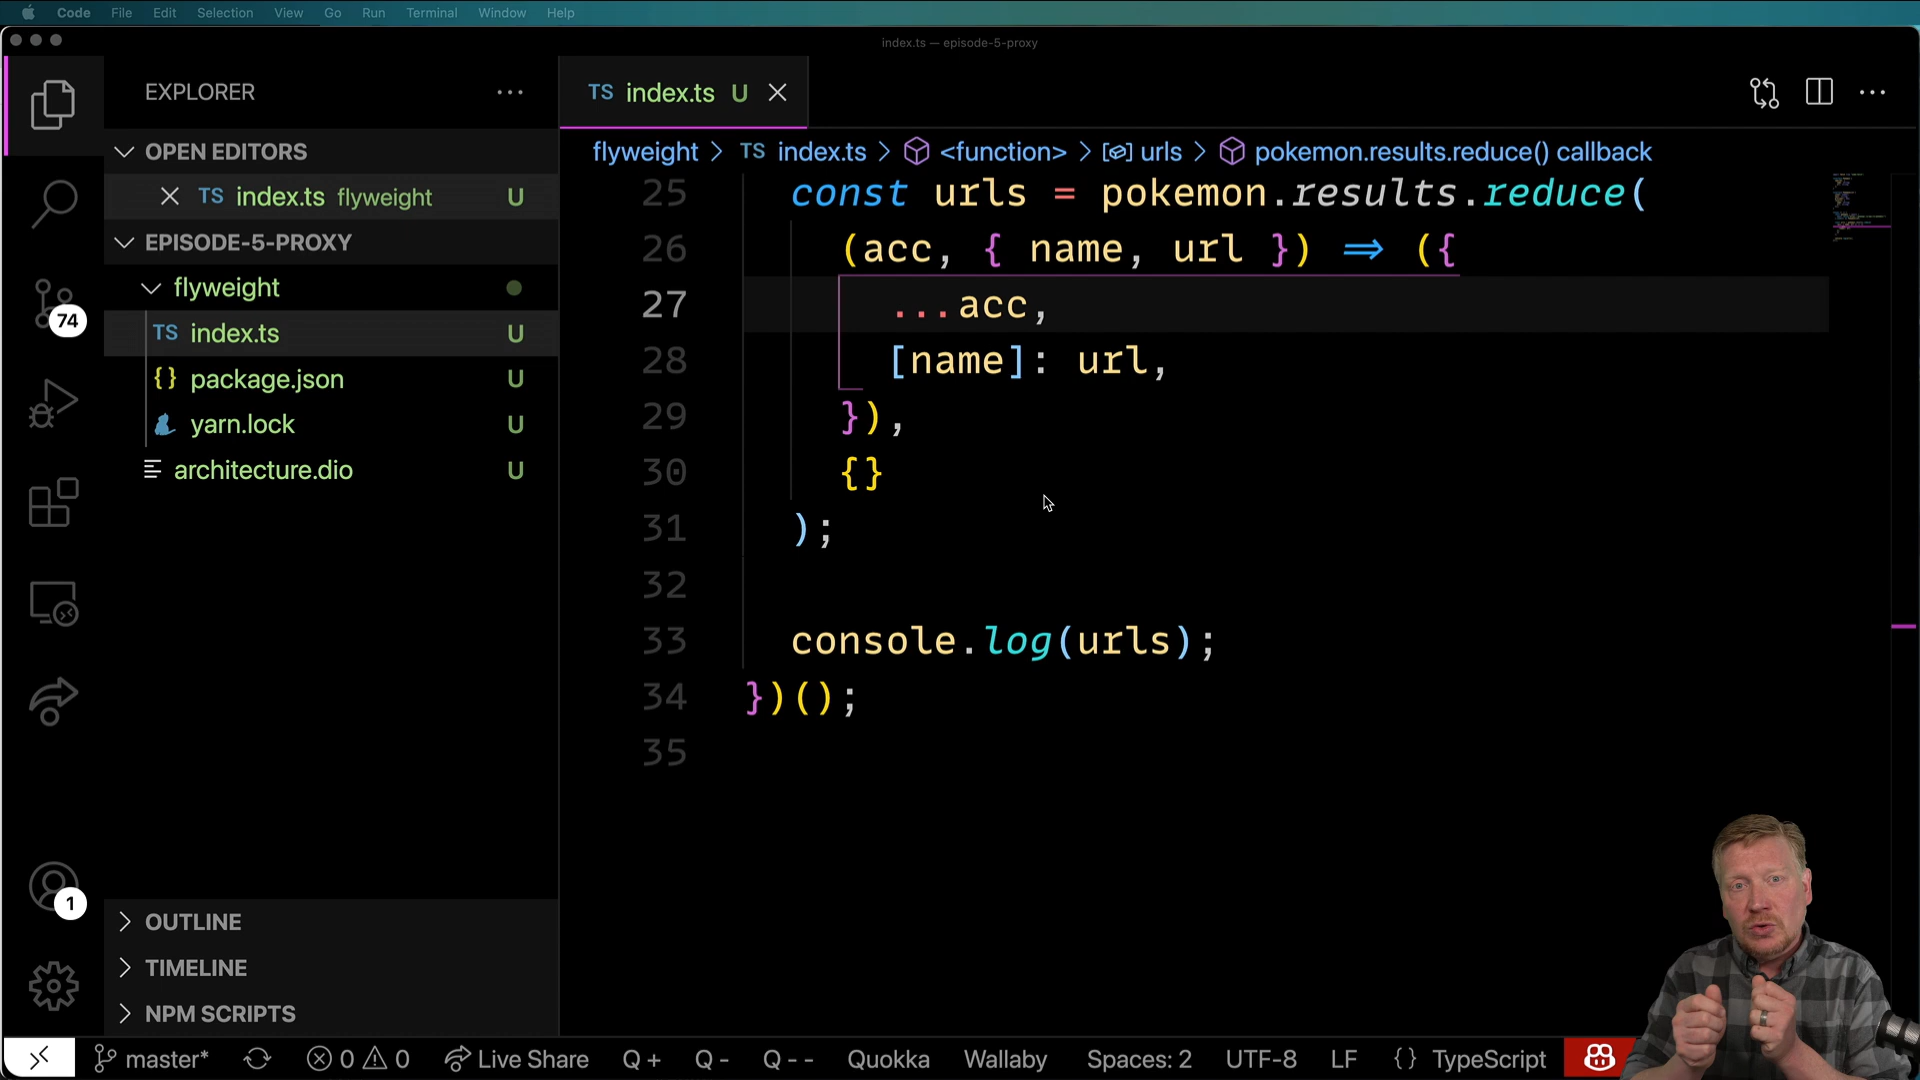 Code File Edit Selection View Go Run Terminal Window Help
index.ts — episode-5-proxy
EXPLORER
TS index.ts U
OPEN EDITORS
TS index.ts flyweight U
EPISODE-5-PROXY
flyweight
TS index.ts U
{} package.json U
yarn.lock U
architecture.dio U
74
1
OUTLINE
TIMELINE
NPM SCRIPTS
flyweight > TS index.ts > <function> > urls > pokemon.results.reduce() callback
25 const urls = pokemon.results.reduce(
26 (acc, { name, url }) => ({
27 ...acc,
28 [name]: url,
29 }),
30 {}
31 );
32
33 console.log(urls);
34 })();
35
master* 0 0 Live Share Q + Q - Q - - Quokka Wallaby Spaces: 2 UTF-8 LF {} TypeScript